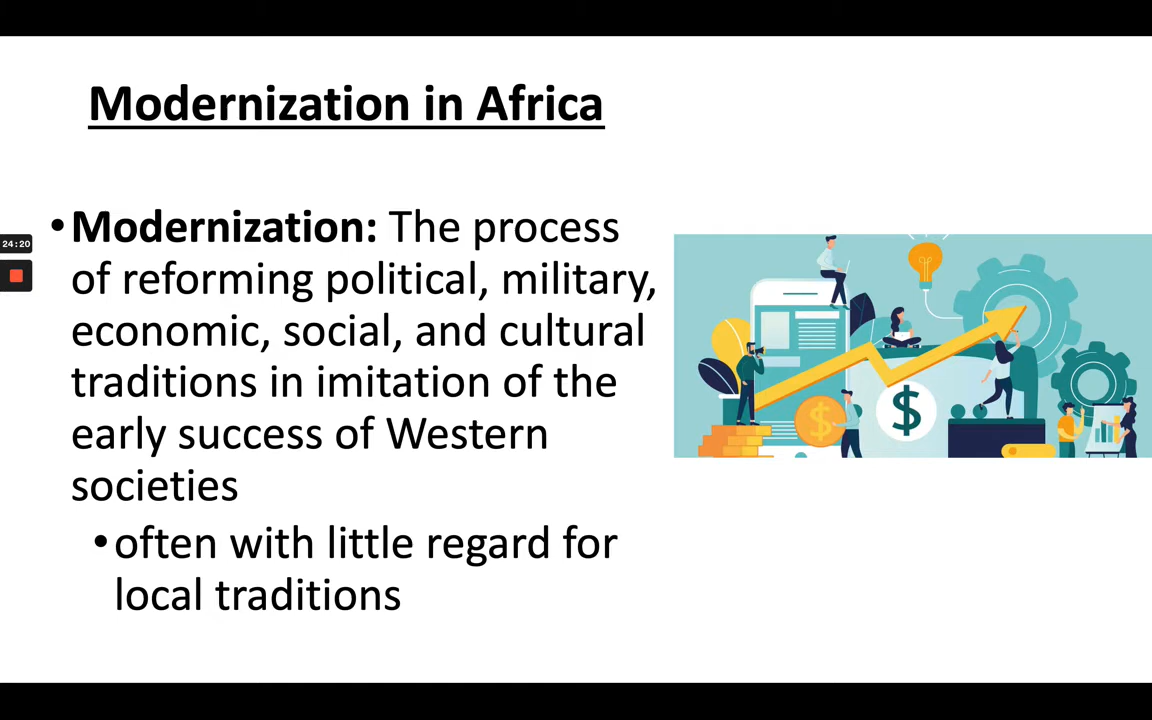 Modernization in Africa
•Modernization: The process
of reforming political, military,
economic, social, and cultural
traditions in imitation of the
early success of Western
societies
•often with little regard for
local traditions
24:20
$
$